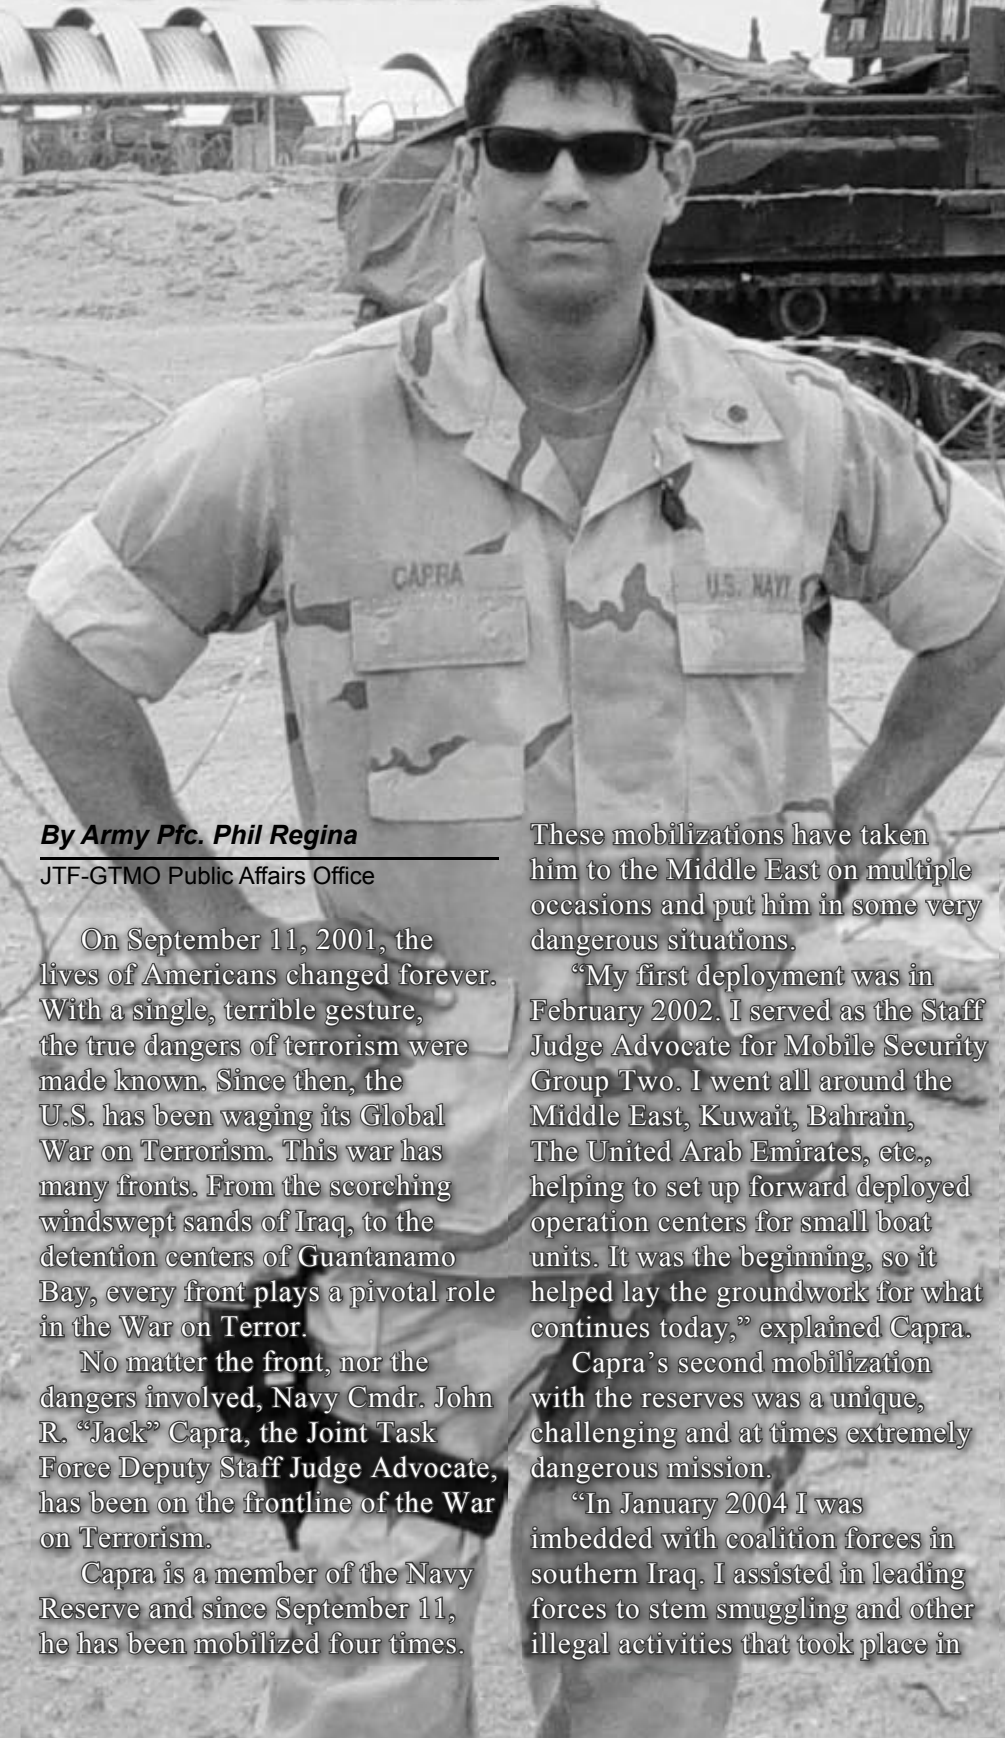 CAPRA
U.S. NAVY
By Army Pfc. Phil Regina
JTF-GTMO Public Affairs Office
On September 11, 2001, the
lives of Americans changed forever.
With a single, terrible gesture,
the true dangers of terrorism were
made known. Since then, the
U.S. has been waging its Global
War on Terrorism. This war has
many fronts. From the scorching
windswept sands of Iraq, to the
detention centers of Guantanamo
Bay, every front plays a pivotal role
in the War on Terror.
No matter the front, nor the
dangers involved, Navy Cmdr. John
R. “Jack” Capra, the Joint Task
Force Deputy Staff Judge Advocate,
has been on the frontline of the War
on Terrorism.
Capra is a member of the Navy
Reserve and since September 11,
he has been mobilized four times.
These mobilizations have taken
him to the Middle East on multiple
occasions and put him in some very
dangerous situations.
“My first deployment was in
February 2002. I served as the Staff
Judge Advocate for Mobile Security
Group Two. I went all around the
Middle East, Kuwait, Bahrain,
The United Arab Emirates, etc.,
helping to set up forward deployed
operation centers for small boat
units. It was the beginning, so it
helped lay the groundwork for what
continues today,” explained Capra.
Capra’s second mobilization
with the reserves was a unique,
challenging and at times extremely
dangerous mission.
“In January 2004 I was
imbedded with coalition forces in
southern Iraq. I assisted in leading
forces to stem smuggling and other
illegal activities that took place in